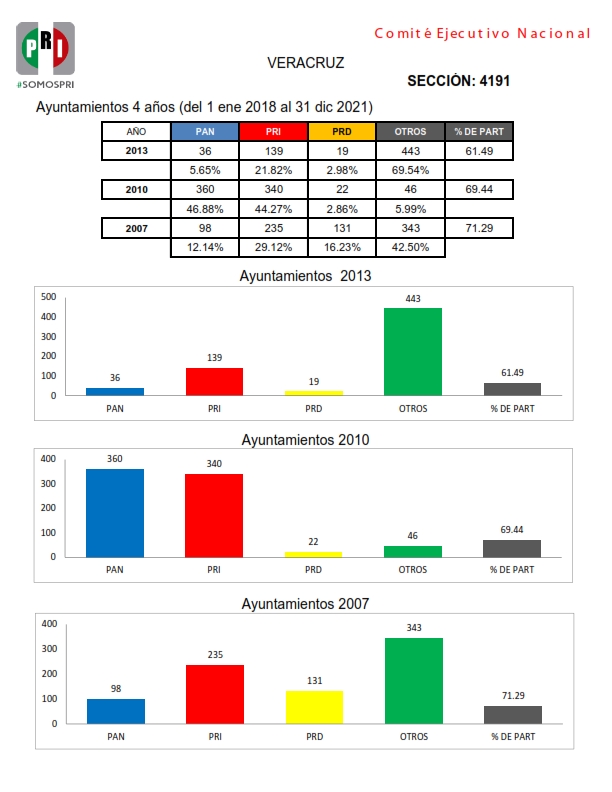 Comité Ejecutivo Nacional
PRI
#SOMOSPRI
VERACRUZ
SECCIÓN: 4191
Ayuntamientos 4 años (del 1 ene 2018 al 31 dic 2021)
AÑO PAN PRI PRD OTROS % DE PART
2013 36 139 19 443 61.49
5.65% 21.82% 2.98% 69.54%
2010 360 340 22 46 69.44
46.88% 44.27% 2.86% 5.99%
2007 98 235 131 343 71.29
12.14% 29.12% 16.23% 42.50%
Ayuntamientos 2013
500
400
300
200
100
0
36 139 19 443 61.49
PAN PRI PRD OTROS % DE PART
Ayuntamientos 2010
400
300
200
100
0
360 340 22 46 69.44
PAN PRI PRD OTROS % DE PART
Ayuntamientos 2007
400
300
200
100
0
98 235 131 343 71.29
PAN PRI PRD OTROS % DE PART